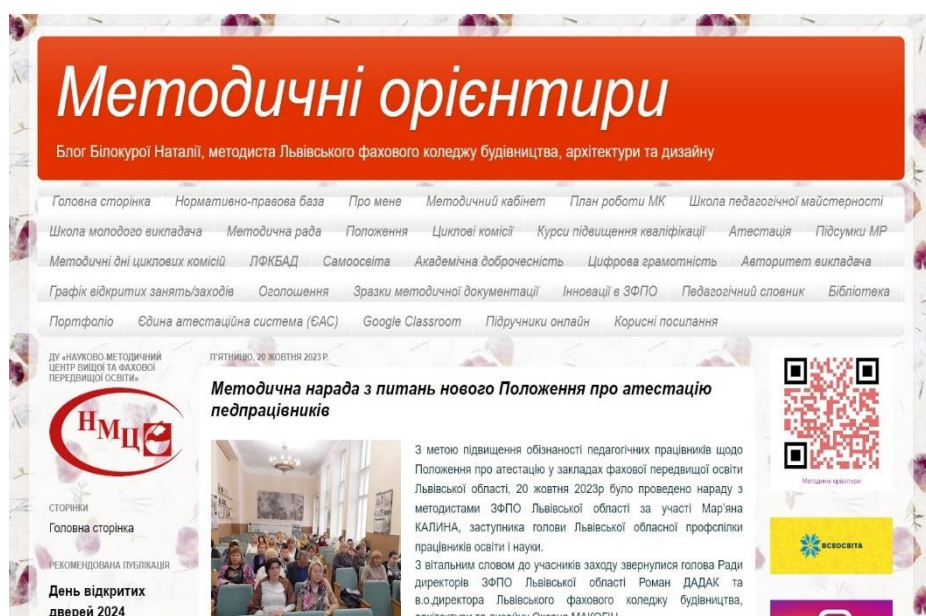 Методичні орієнтири
Блог Білокурої Наталії, методиста Львівського фахового коледжу будівництва, архітектури та дизайну
Головна сторінка Нормативно-правова база Про мене Методичний кабінет План роботи МК Школа педагогічної майстерності
Школа молодого викладача Методична рада Положення Циклові комісії Курси підвищення кваліфікації Атестація Підсумки МР
Методичні дні циклових комісій ЛФКБАД Самоосвіта Академічна доброчесність Цифрова грамотність Авторитет викладача
Графік відкритих занять/заходів Оголошення Зразки методичної документації Інновації в ЗФПО Педагогічний словник Бібліотека
Портфоліо Єдина атестаційна система (ЄАС) Google Classroom Підручники онлайн Корисні посилання
ДУ «НАУКОВО-МЕТОДИЧНИЙ
ЦЕНТР ВИЩОЇ ТА ФАХОВОЇ
ПЕРЕДВИЩОЇ ОСВІТИ»
НМЦ
СТОРІНКИ
Головна сторінка
РЕКОМЕНДОВАНА ПУБЛІКАЦІЯ
День відкритих
дверей 2024
П'ЯТНИЦЮ, 20 ЖОВТНЯ 2023 Р.
Методична нарада з питань нового Положення про атестацію
педпрацівників
З метою підвищення обізнаності педагогічних працівників щодо
Положення про атестацію у закладах фахової передвищої освіти
Львівської області, 20 жовтня 2023р було проведено нараду з
методистами ЗФПО Львівської області за участі Мар'яна
КАЛИНА, заступника голови Львівської обласної профспілки
працівників освіти і науки.
З вітальним словом до учасників заходу звернулися голова Ради
директорів ЗФПО Львівської області Роман ДАДАК та
в.о.директора Львівського фахового коледжу будівництва,
архітектури та дизайну Оксана МАКОГІН
Методичні орієнтири
ВСЕОСВІТА